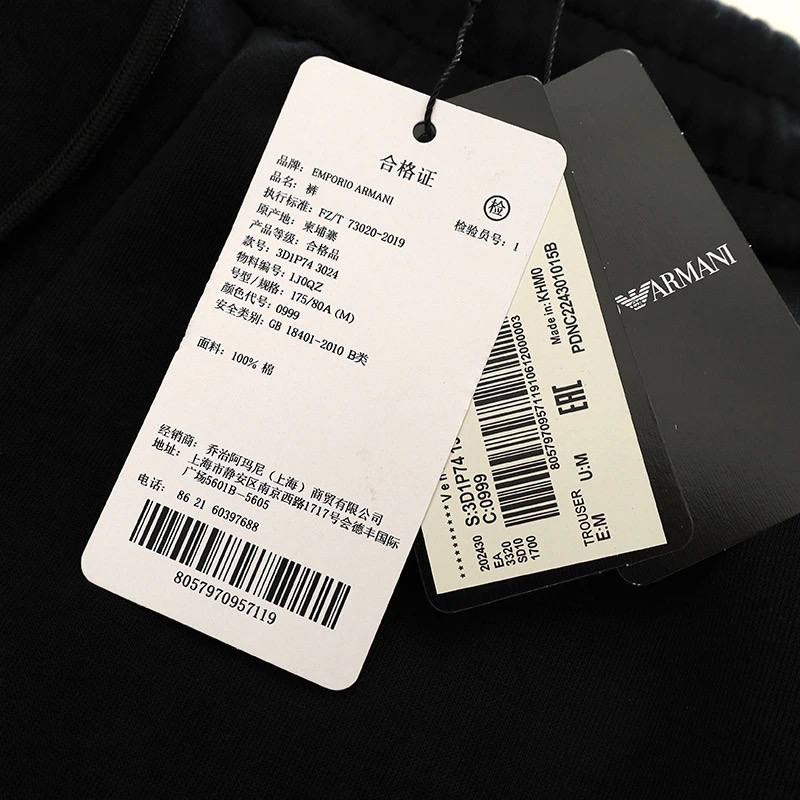 合格证
品牌: EMPORIO ARMANI
品名: 裤
执行标准: FZ/T 73020-2019
原产地: 柬埔寨
产品等级: 合格品
款号: 3D1P74 3024
物料编号: 1J0QZ
号型/规格: 175/80A (M)
颜色代号: 0999
安全类别: GB 18401-2010 B类
检
检验员号: 1
面料: 100% 棉
经销商: 乔治阿玛尼（上海）商贸有限公司
地址: 上海市静安区南京西路1717号会德丰国际
广场5601B-5605
电话: 86 21 60397688
8057970957119
**********Ven
S:3D1P74
C:0999
202430
EA
3320
SD10
1700
805797095711910612000003
Made in: KHM0
PDNC224301015B
EAC
TROUSER
E:M U:M
ARMANI